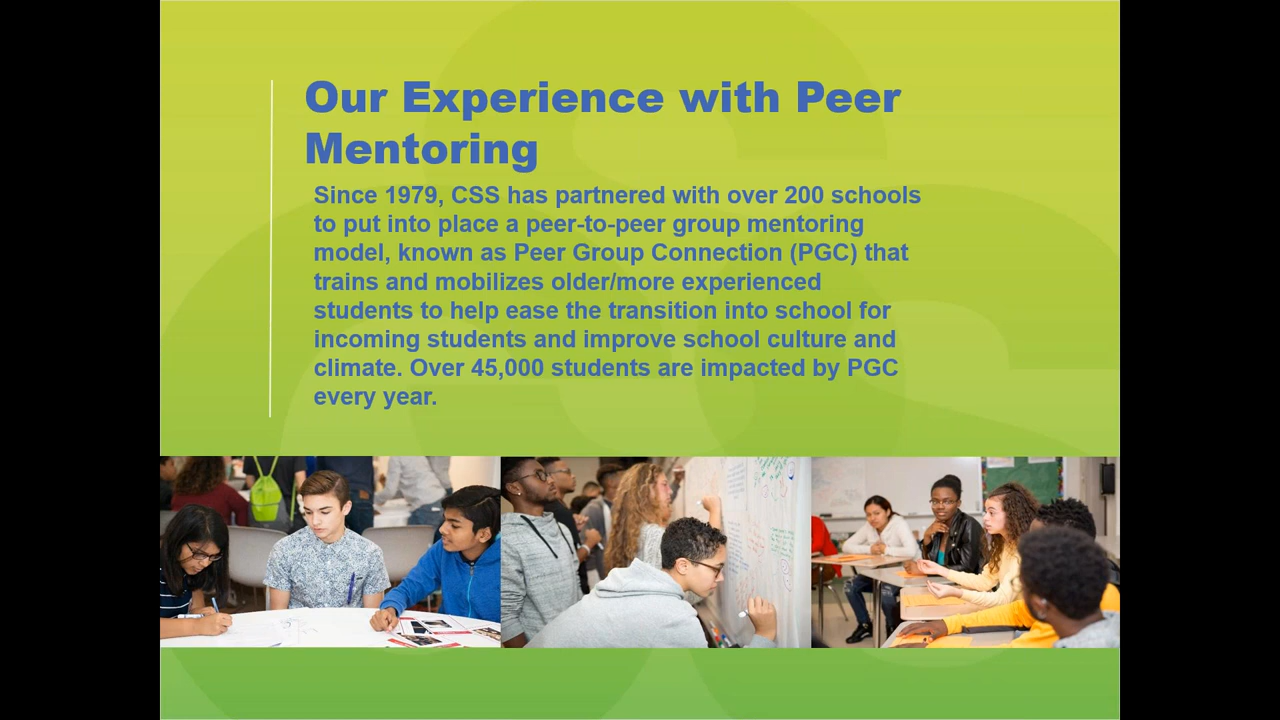 Our Experience with Peer
Mentoring
Since 1979, CSS has partnered with over 200 schools
to put into place a peer-to-peer group mentoring
model, known as Peer Group Connection (PGC) that
trains and mobilizes older/more experienced
students to help ease the transition into school for
incoming students and improve school culture and
climate. Over 45,000 students are impacted by PGC
every year.